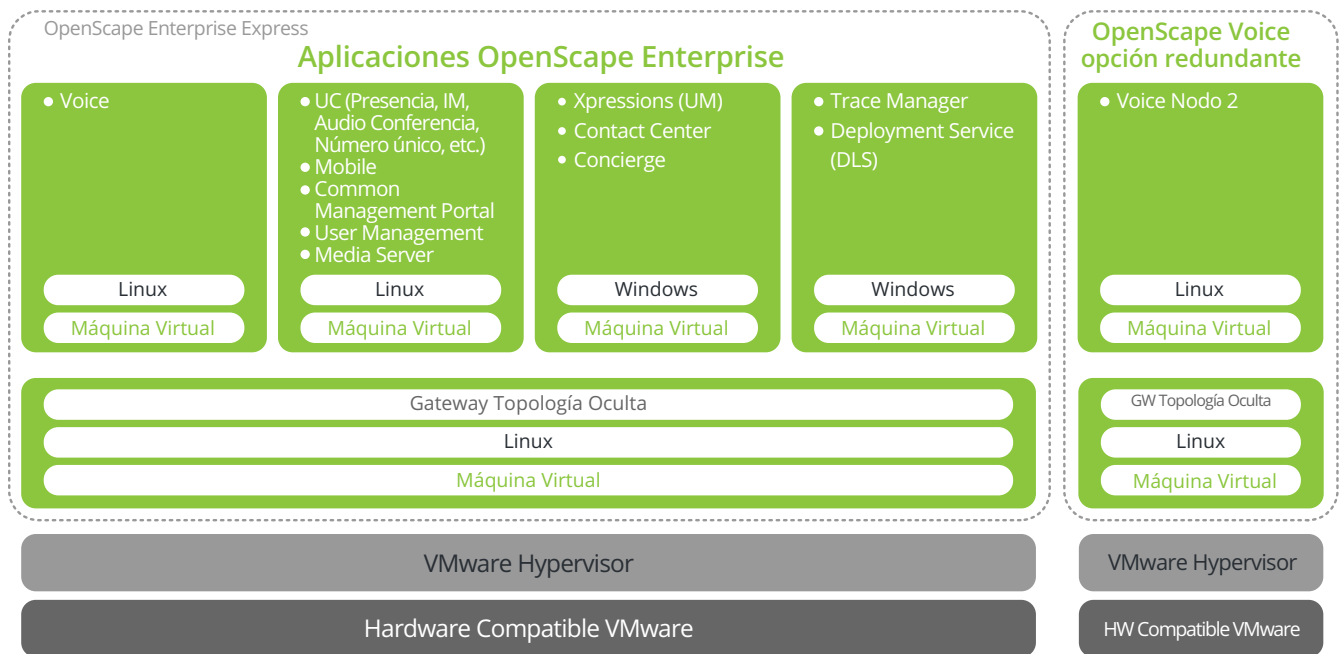 OpenScape Enterprise Express
Aplicaciones OpenScape Enterprise
• Voice
Linux
Máquina Virtual
• UC (Presencia, IM,
Audio Conferencia,
Número único, etc.)
• Mobile
• Common
Management Portal
• User Management
• Media Server
Linux
Máquina Virtual
• Xpressions (UM)
• Contact Center
• Concierge
Windows
Máquina Virtual
• Trace Manager
• Deployment Service
(DLS)
Windows
Máquina Virtual
Gateway Topología Oculta
Linux
Máquina Virtual
VMware Hypervisor
Hardware Compatible VMware
OpenScape Voice
opción redundante
• Voice Nodo 2
Linux
Máquina Virtual
GW Topología Oculta
Linux
Máquina Virtual
VMware Hypervisor
HW Compatible VMware